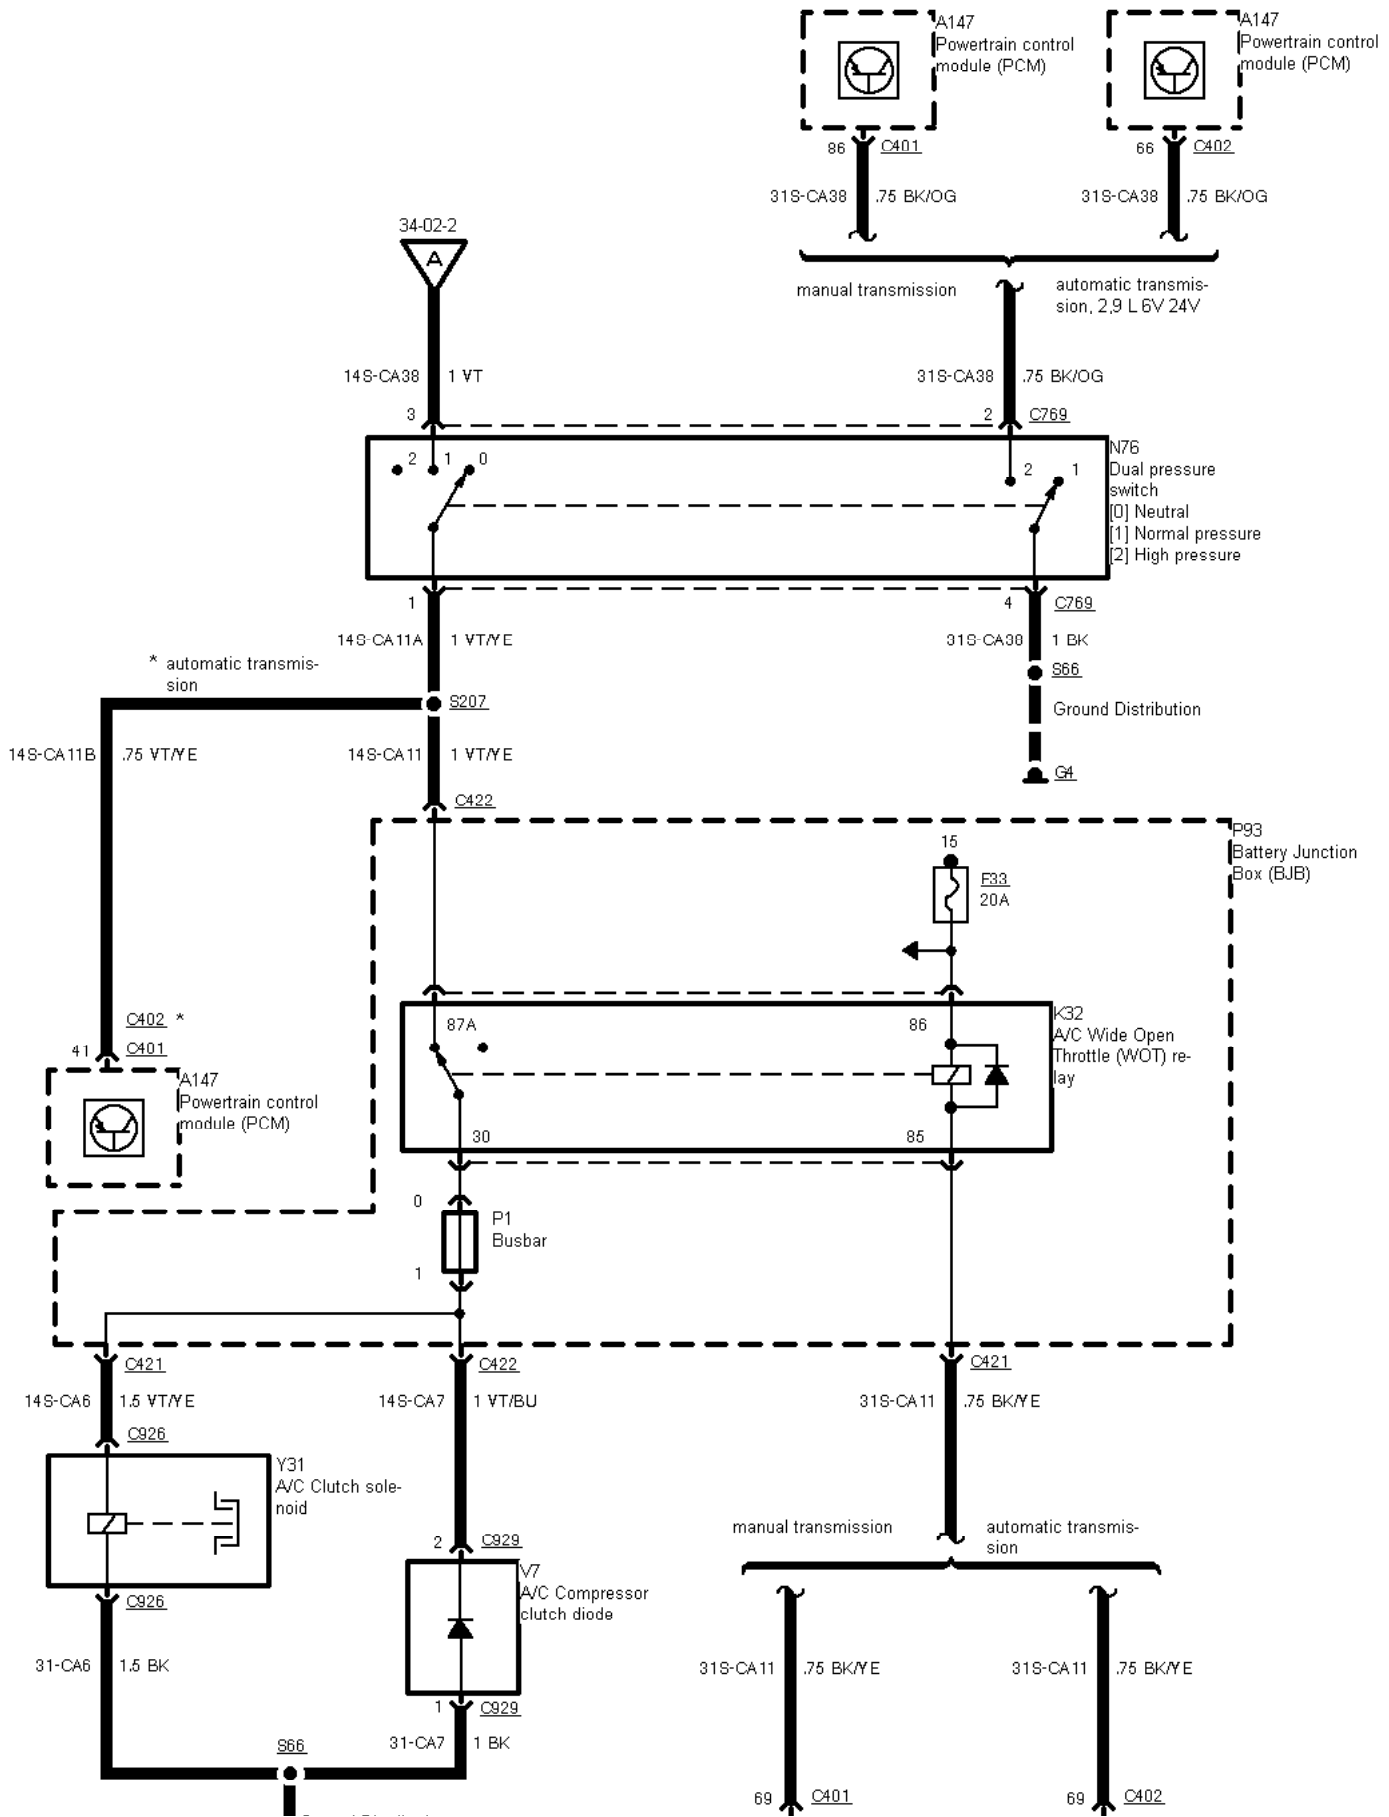 A147
Powertrain control
module (PCM)
A147
Powertrain control
module (PCM)
86 C401
66 C402
31S-CA38 .75 BK/OG
31S-CA38 .75 BK/OG
34-02-2
A
manual transmission
automatic transmis-
sion, 2,9 L 6V 24V
14S-CA38 1 VT
31S-CA38 .75 BK/OG
3
2 C769
2 1 0
2 1
N76
Dual pressure
switch
[0] Neutral
[1] Normal pressure
[2] High pressure
1
4 C769
14S-CA11A 1 VT/YE
31S-CA38 1 BK
* automatic transmis-
sion
S66
S207
Ground Distribution
14S-CA11B .75 VT/YE
14S-CA11 1 VT/YE
G4
C422
P93
Battery Junction
Box (BJB)
15
F33
20A
C402 *
41 C401
A147
Powertrain control
module (PCM)
87A
86
K32
A/C Wide Open
Throttle (WOT) re-
lay
30
85
0
P1
Busbar
1
C421
C422
C421
14S-CA6 1.5 VT/YE
14S-CA7 1 VT/BU
31S-CA11 .75 BK/YE
C926
Y31
A/C Clutch sole-
noid
manual transmission
automatic transmis-
sion
2 C929
V7
A/C Compressor
clutch diode
C926
31-CA6 1.5 BK
31S-CA11 .75 BK/YE
31S-CA11 .75 BK/YE
1 C929
31-CA7 1 BK
S66
69 C401
69 C402